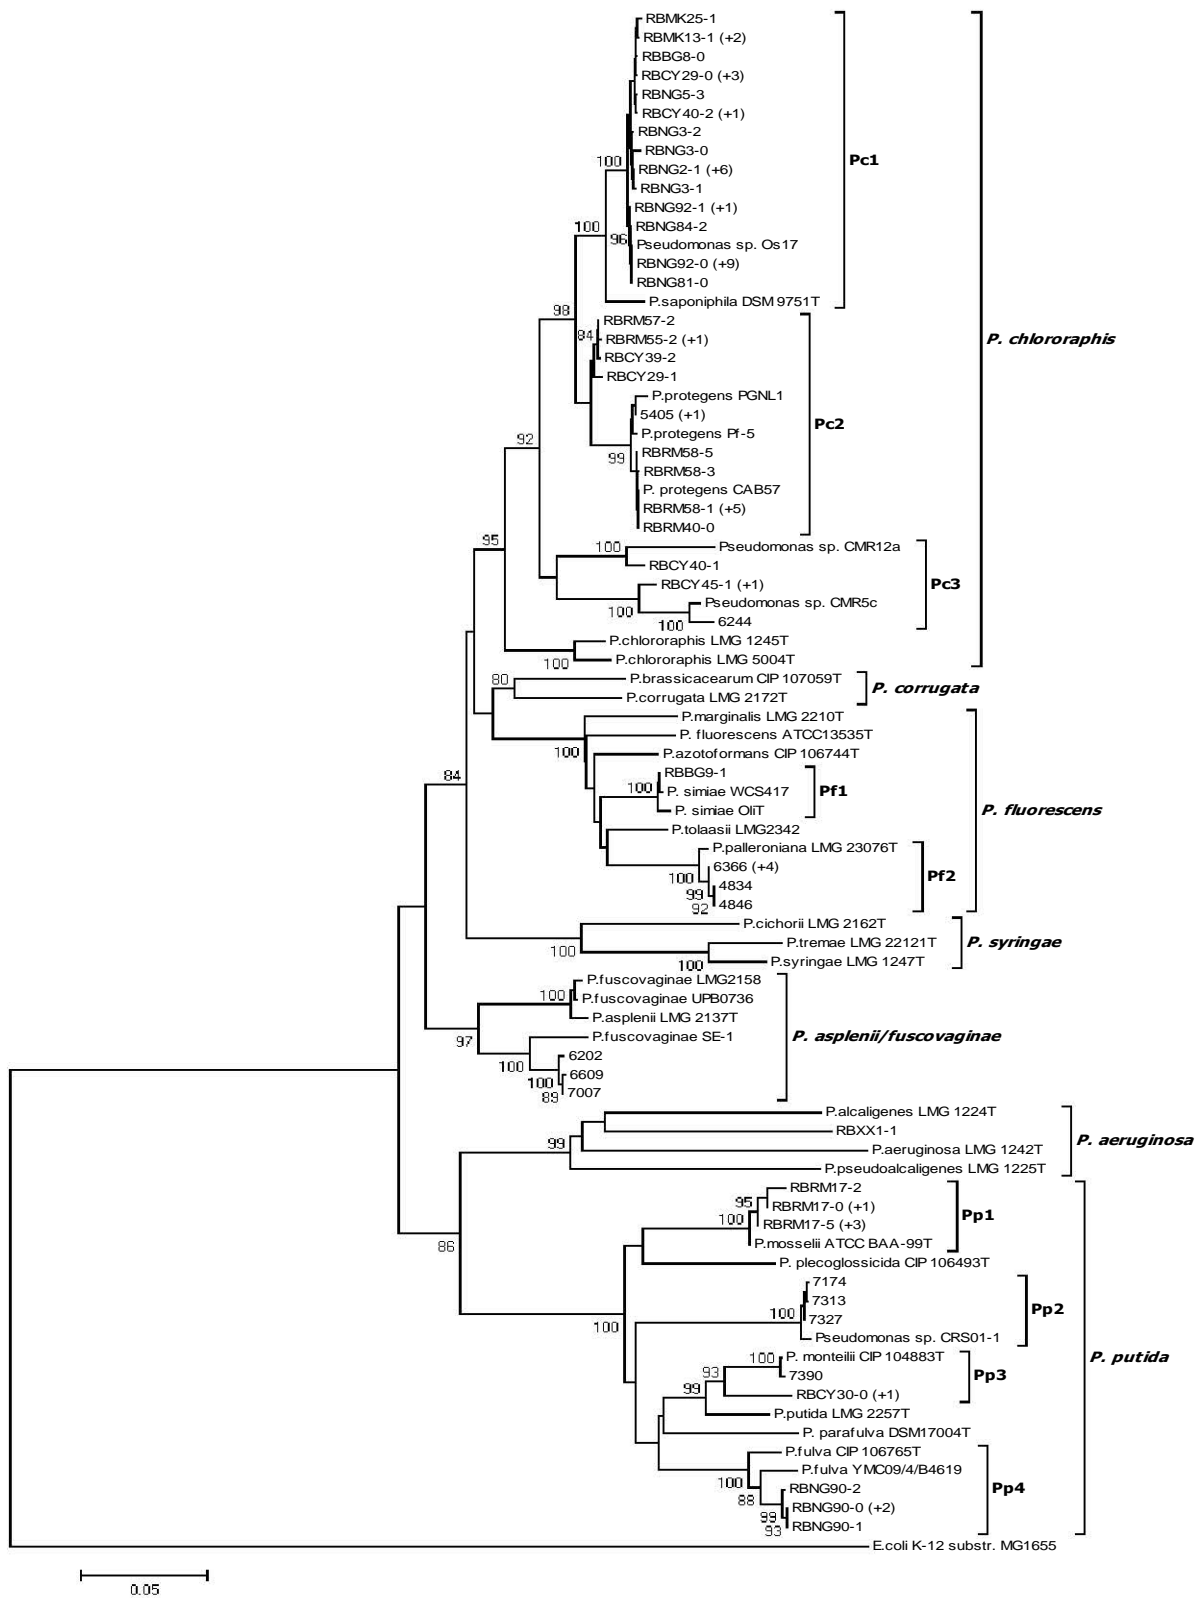 RBMK25-1
RBMK13-1 (+2)
RBBG8-0
RBCY29-0 (+3)
RBNG5-3
RBCY40-2 (+1)
RBNG3-2
RBNG3-0
100
Pc1
RBNG2-1 (+6)
RBNG3-1
RBNG92-1 (+1)
100
RBNG84-2
96
Pseudomonas sp. Os17
RBNG92-0 (+9)
RBNG81-0
P.saponiphila DSM 9751T
98
RBRM57-2
84
RBRM55-2 (+1)
P. chlororaphis
RBCY39-2
RBCY29-1
P.protegens PGNL1
5405 (+1)
Pc2
P.protegens Pf-5
92
RBRM58-5
99
RBRM58-3
P. protegens CAB57
RBRM58-1 (+5)
RBRM40-0
95
100
Pseudomonas sp. CMR12a
RBCY40-1
Pc3
RBCY45-1 (+1)
Pseudomonas sp. CMR5c
100
100
6244
P.chlororaphis LMG 1245T
P.chlororaphis LMG 5004T
100
80
P.brassicacearum CIP 107059T
P. corrugata
P.corrugata LMG 2172T
P.marginalis LMG 2210T
P. fluorescens ATCC13535T
100
P.azotoformans CIP 106744T
84
RBBG9-1
100
P. simiae WCS417
Pf1
P. simiae OliT
P. fluorescens
P.tolaasii LMG2342
P.palleroniana LMG 23076T
6366 (+4)
100
Pf2
4834
99
4846
92
P.cichorii LMG 2162T
P.tremae LMG 22121T
P. syringae
100
P.syringae LMG 1247T
100
P.fuscovaginae LMG2158
100
P.fuscovaginae UPB0736
P.asplenii LMG 2137T
P.fuscovaginae SE-1
P. asplenii/fuscovaginae
97
6202
100
6609
100
7007
89
P.alcaligenes LMG 1224T
RBXX1-1
P. aeruginosa
99
P.aeruginosa LMG 1242T
P.pseudoalcaligenes LMG 1225T
RBRM17-2
95
RBRM17-0 (+1)
Pp1
100
RBRM17-5 (+3)
86
P.mosselii ATCC BAA-99T
P. plecoglossicida CIP 106493T
7174
7313
Pp2
100
7327
100
Pseudomonas sp. CRS01-1
P. putida
100
P. monteilii CIP 104883T
93
7390
Pp3
99
RBCY30-0 (+1)
P.putida LMG 2257T
P. parafulva DSM17004T
P.fulva CIP 106765T
P.fulva YMC09/4/B4619
100
RBNG90-2
Pp4
88
RBNG90-0 (+2)
99
RBNG90-1
93
E.coli K-12 substr. MG1655
0.05